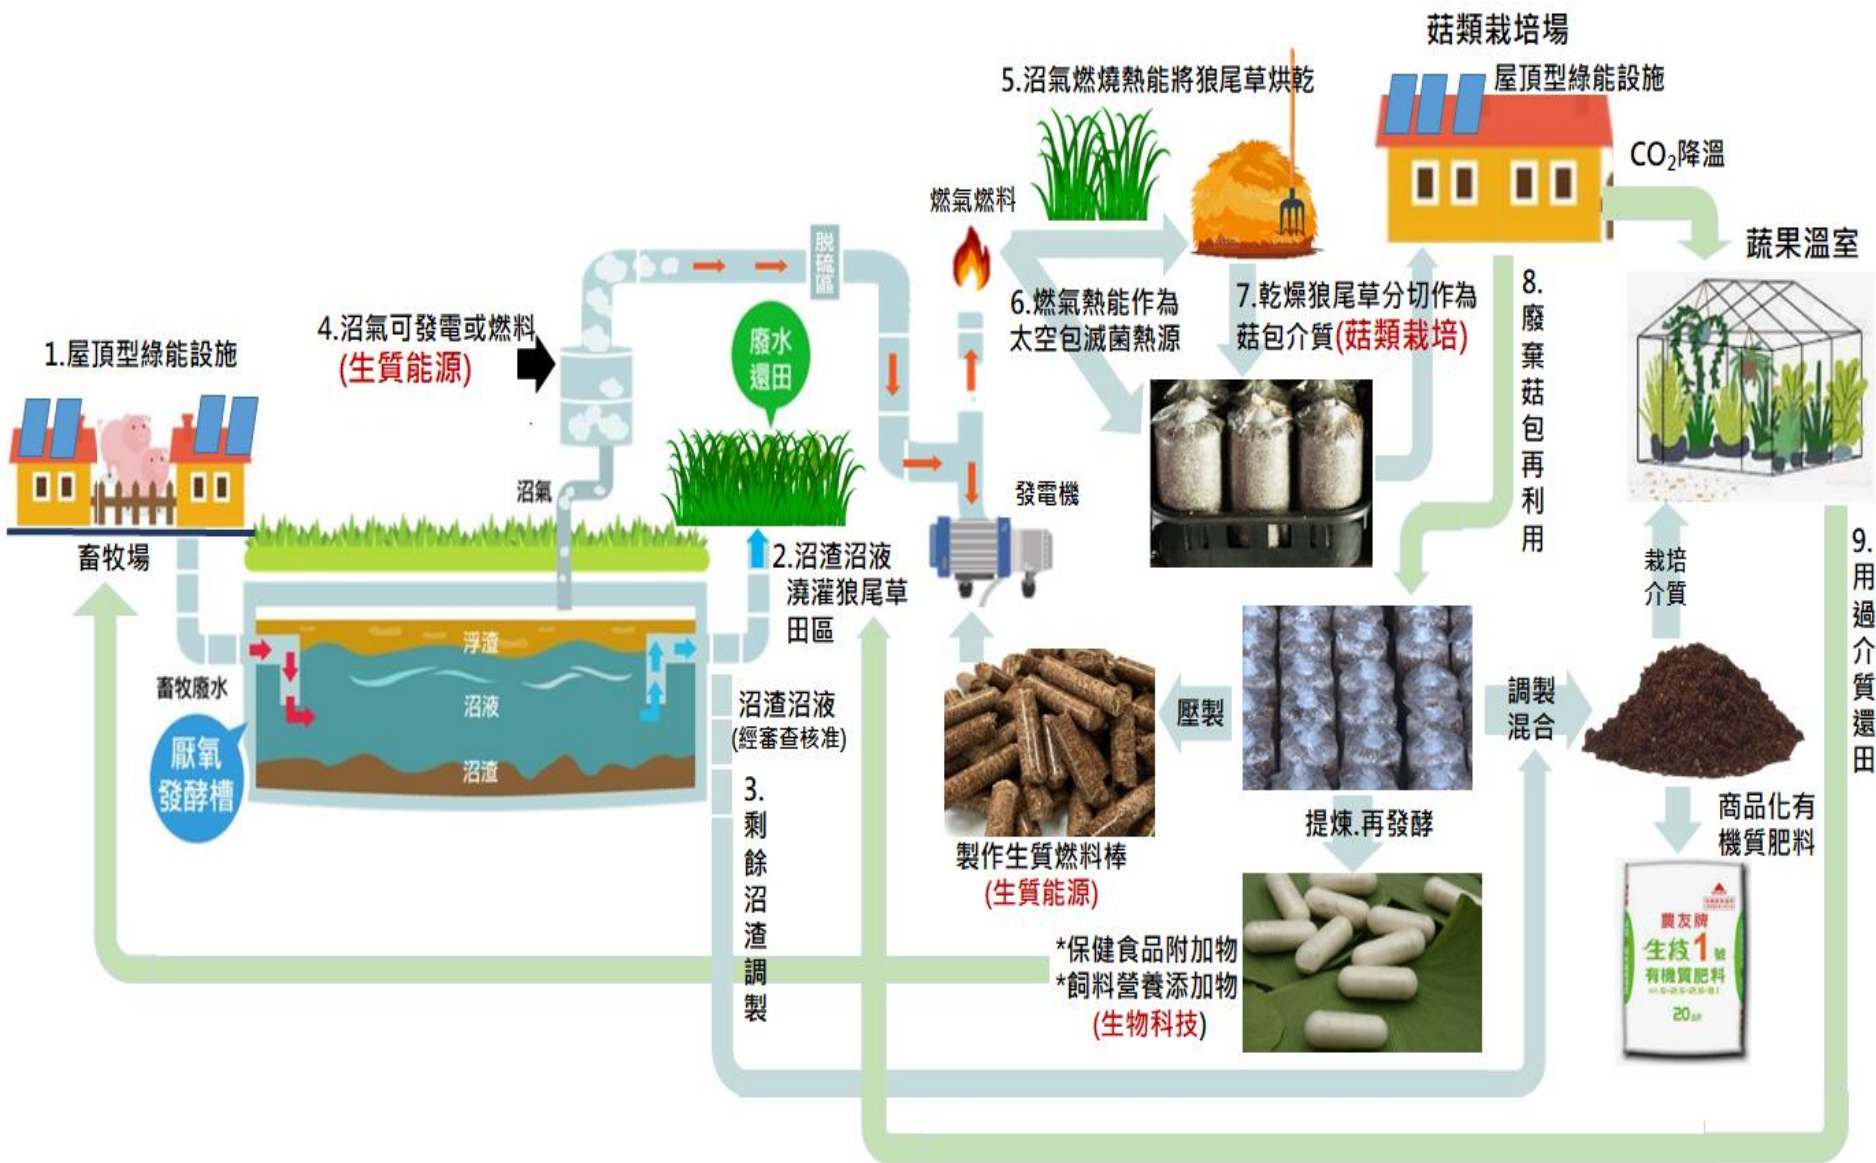 菇類栽培場
屋頂型綠能設施
5.沼氣燃燒熱能將狼尾草烘乾
CO₂降溫
燃氣燃料
蔬果溫室
脫硫區
4.沼氣可發電或燃料
(生質能源)
廢水
還田
6.燃氣熱能作為
太空包滅菌熱源
7.乾燥狼尾草分切作為
菇包介質(菇類栽培)
8.廢棄菇包再利用
1.屋頂型綠能設施
沼氣
發電機
畜牧場
2.沼渣沼液
澆灌狼尾草
田區
栽培
介質
9.用過介質還田
浮渣
畜牧廢水
沼液
沼渣
厭氧
發酵槽
沼渣沼液
(經審查核准)
3.剩餘沼渣調製
壓製
調製
混合
提煉.再發酵
製作生質燃料棒
(生質能源)
商品化有
機質肥料
*保健食品附加物
*飼料營養添加物
(生物科技)
農友牌
生技1號
有機質肥料
20